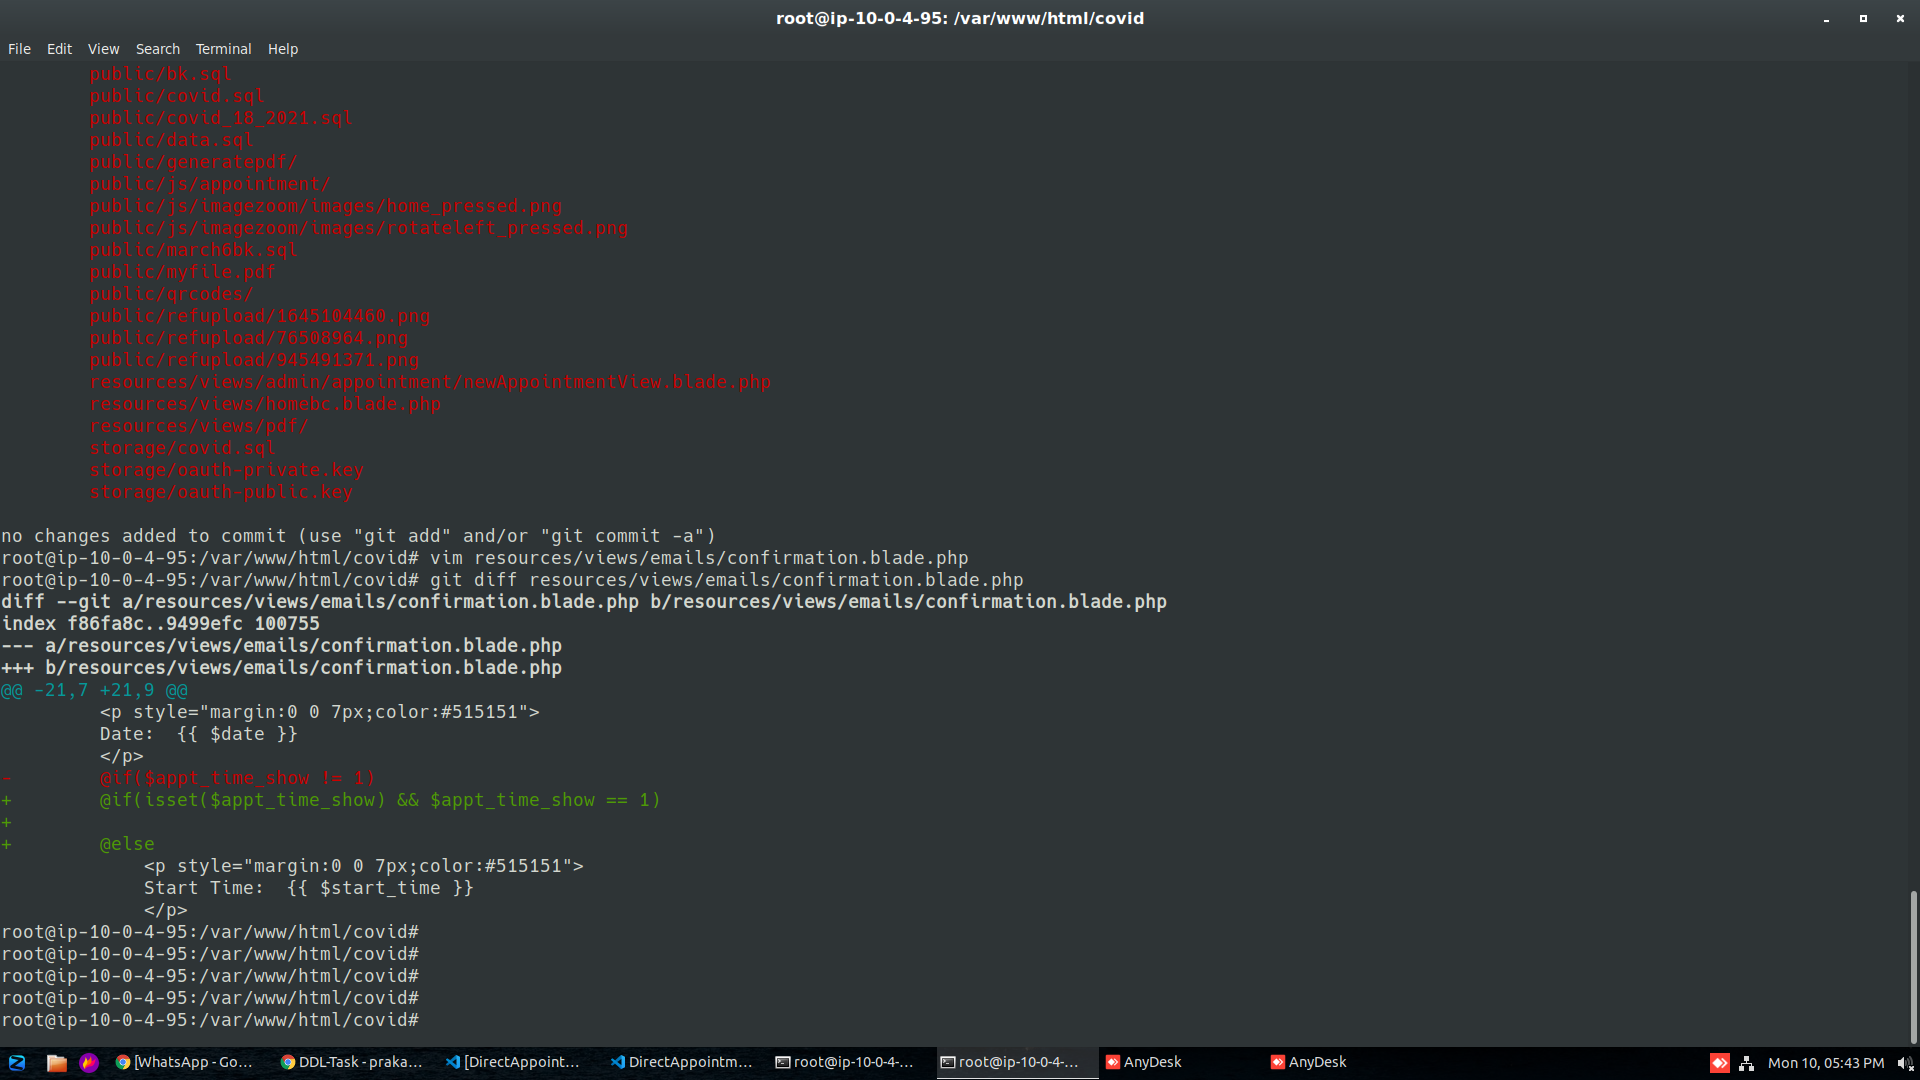 root@ip-10-0-4-95: /var/www/html/covid
File Edit View Search Terminal Help
public/bk.sql
public/covid.sql
public/covid_18_2021.sql
public/data.sql
public/generatepdf/
public/js/appointment/
public/js/imagezoom/images/home_pressed.png
public/js/imagezoom/images/rotateleft_pressed.png
public/march6bk.sql
public/myfile.pdf
public/qrcodes/
public/refupload/1645104460.png
public/refupload/76508964.png
public/refupload/945491371.png
resources/views/admin/appointment/newAppointmentView.blade.php
resources/views/homebc.blade.php
resources/views/pdf/
storage/covid.sql
storage/oauth-private.key
storage/oauth-public.key
no changes added to commit (use "git add" and/or "git commit -a")
root@ip-10-0-4-95:/var/www/html/covid# vim resources/views/emails/confirmation.blade.php
root@ip-10-0-4-95:/var/www/html/covid# git diff resources/views/emails/confirmation.blade.php
diff --git a/resources/views/emails/confirmation.blade.php b/resources/views/emails/confirmation.blade.php
index f86fa8c..9499efc 100755
--- a/resources/views/emails/confirmation.blade.php
+++ b/resources/views/emails/confirmation.blade.php
@@ -21,7 +21,9 @@
<p style="margin:0 0 7px;color:#515151">
Date:  {{ $date }}
</p>
-        @if($appt_time_show != 1)
+        @if(isset($appt_time_show) && $appt_time_show == 1)
+
+        @else
<p style="margin:0 0 7px;color:#515151">
Start Time:  {{ $start_time }}
</p>
root@ip-10-0-4-95:/var/www/html/covid#
root@ip-10-0-4-95:/var/www/html/covid#
root@ip-10-0-4-95:/var/www/html/covid#
root@ip-10-0-4-95:/var/www/html/covid#
root@ip-10-0-4-95:/var/www/html/covid#
[WhatsApp - Go... DDL-Task - praka... [DirectAppoint... DirectAppointm... root@ip-10-0-4-... root@ip-10-0-4-... AnyDesk AnyDesk Mon 10, 05:43 PM